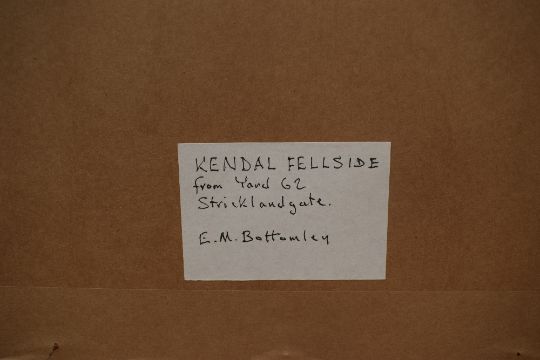 KENDAL FELLSIDE
from Yard 62
Stricklandgate.
E.M. Bottomley